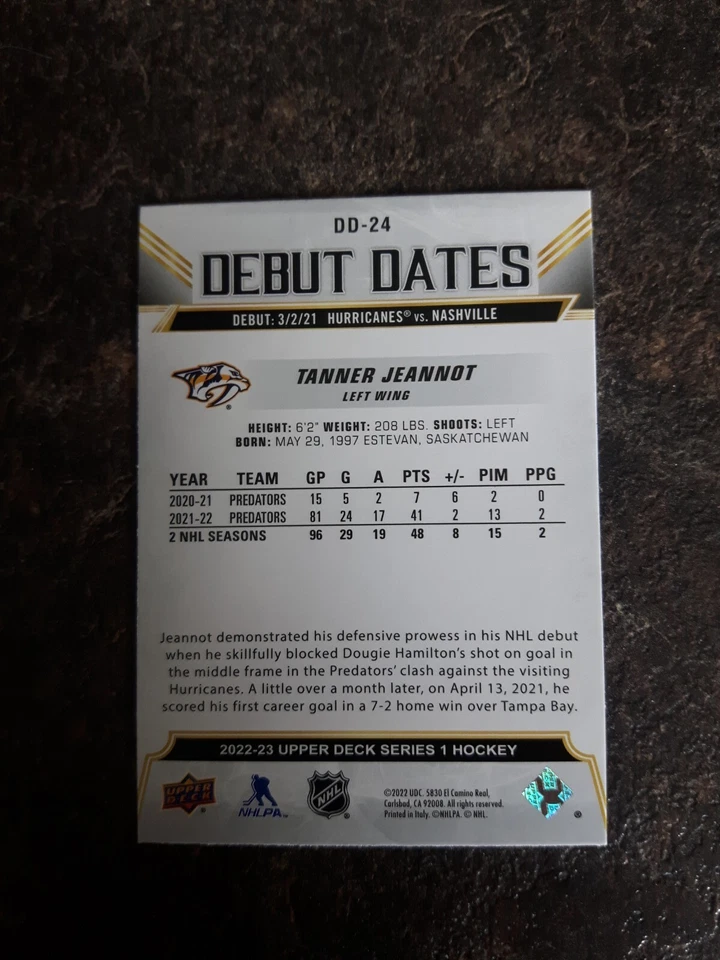 DD-24
DEBUT DATES
DEBUT: 3/2/21 HURRICANES® vs. NASHVILLE
TANNER JEANNOT
LEFT WING
HEIGHT: 6'2" WEIGHT: 208 LBS. SHOOTS: LEFT
BORN: MAY 29, 1997 ESTEVAN, SASKATCHEWAN
YEAR TEAM GP G A PTS +/- PIM PPG
2020-21 PREDATORS 15 5 2 7 6 2 0
2021-22 PREDATORS 81 24 17 41 2 13 2
2 NHL SEASONS 96 29 19 48 8 15 2
Jeannot demonstrated his defensive prowess in his NHL debut
when he skillfully blocked Dougie Hamilton's shot on goal in
the middle frame in the Predators' clash against the visiting
Hurricanes. A little over a month later, on April 13, 2021, he
scored his first career goal in a 7-2 home win over Tampa Bay.
2022-23 UPPER DECK SERIES 1 HOCKEY
UPPER DECK ®
NHLPA™
NHL ®
©2022 UDC. 5830 El Camino Real,
Carlsbad, CA 92008. All rights reserved.
Printed in Italy. ©NHLPA. © NHL.
®